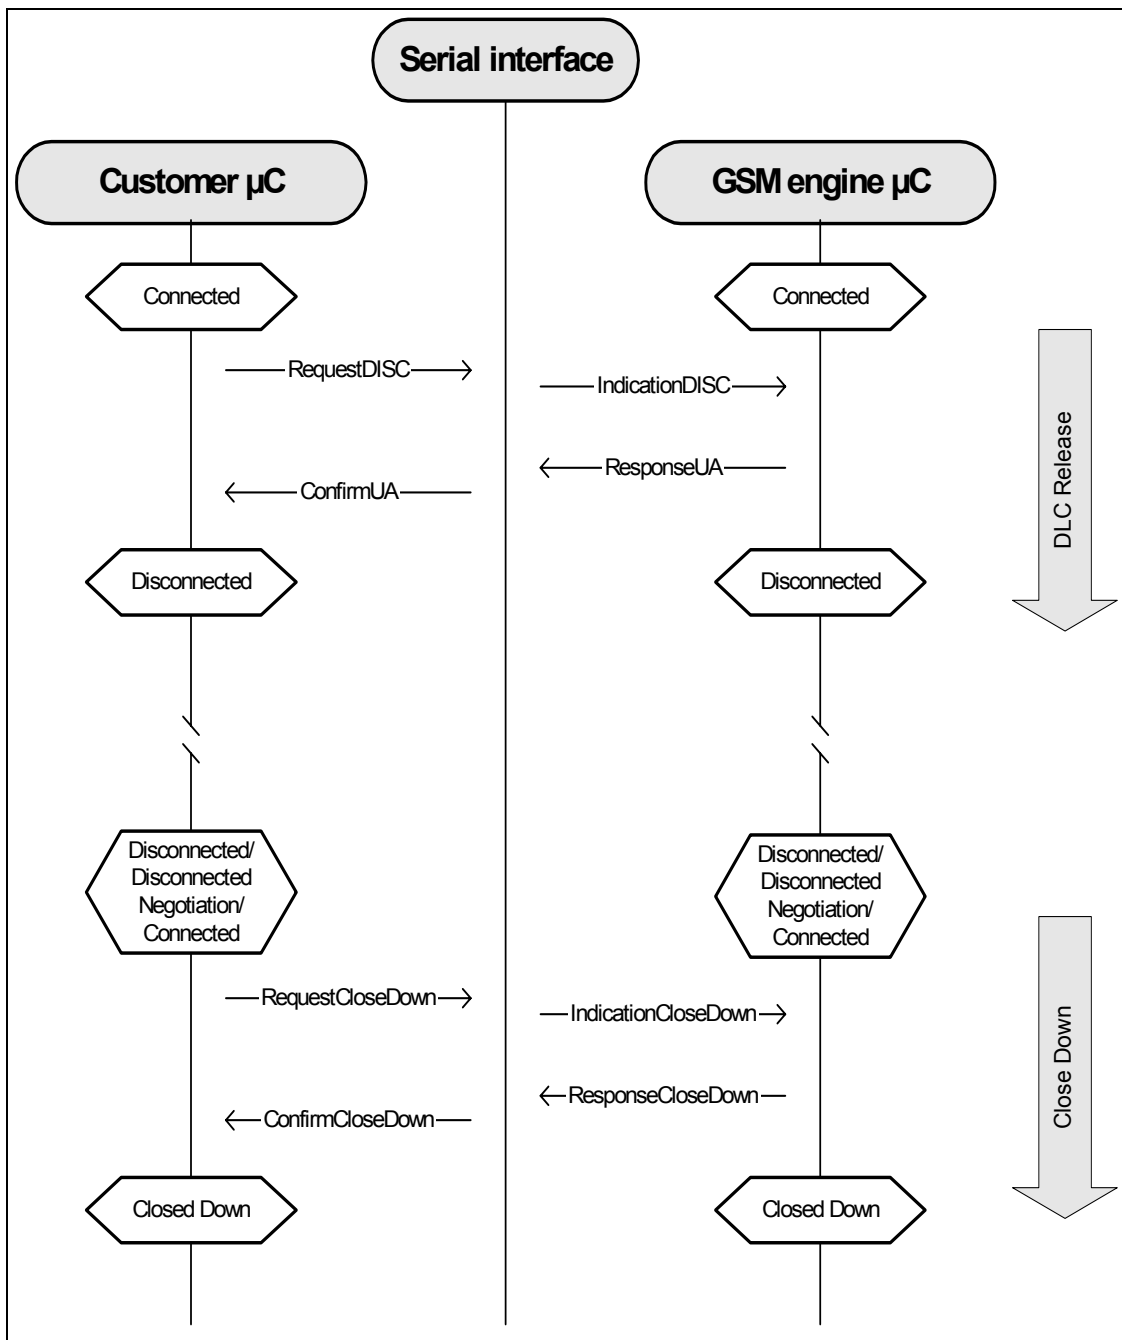 Serial interface
Customer µC
GSM engine µC
Connected
Connected
RequestDISC
IndicationDISC
ResponseUA
ConfirmUA
DLC Release
Disconnected
Disconnected
Disconnected/
Disconnected
Negotiation/
Connected
Disconnected/
Disconnected
Negotiation/
Connected
RequestCloseDown
IndicationCloseDown
ResponseCloseDown
ConfirmCloseDown
Close Down
Closed Down
Closed Down